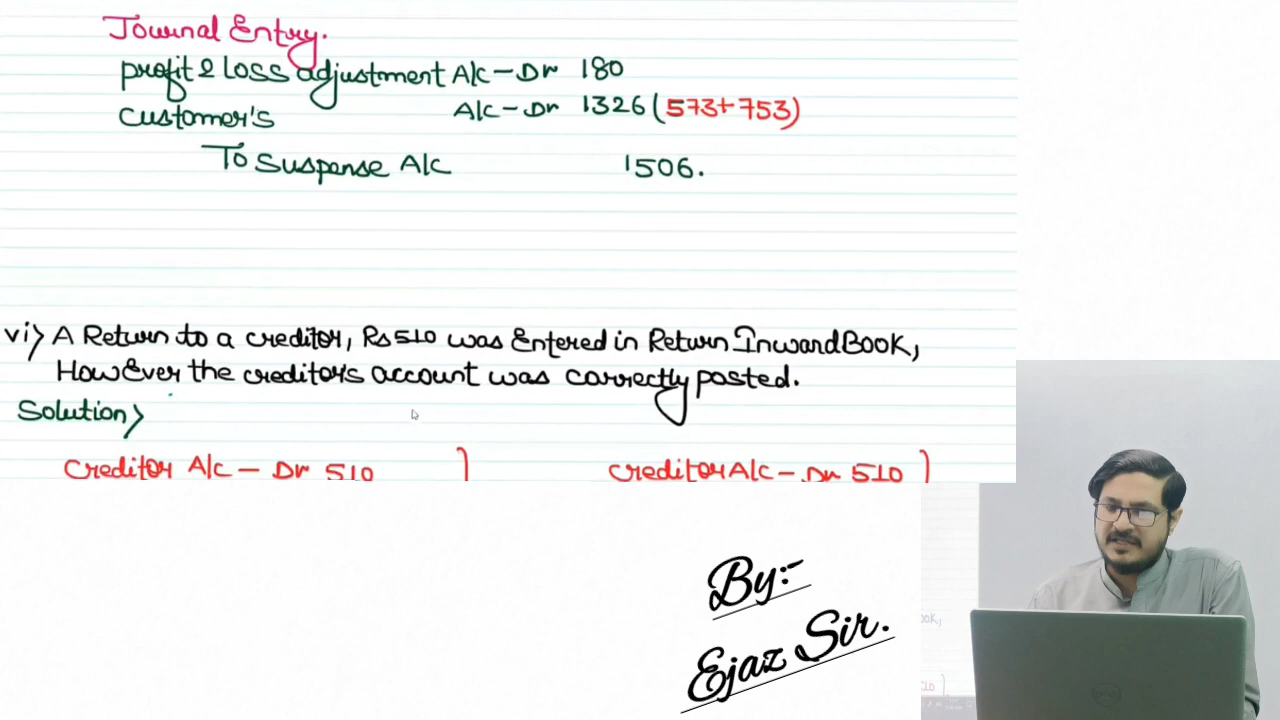 Journal Entry.
profit & loss adjustment A/c - Dr 180
Customer's A/c - Dr 1326 (573+753)
To Suspense A/c 1506.
vi) A Return to a creditor, Rs 510 was Entered in Return Inward Book,
However the creditor's account was correctly posted.
Solution)
Creditor A/c - Dr 510 creditor A/c - Dr 510
By:-
Ejaz Sir.